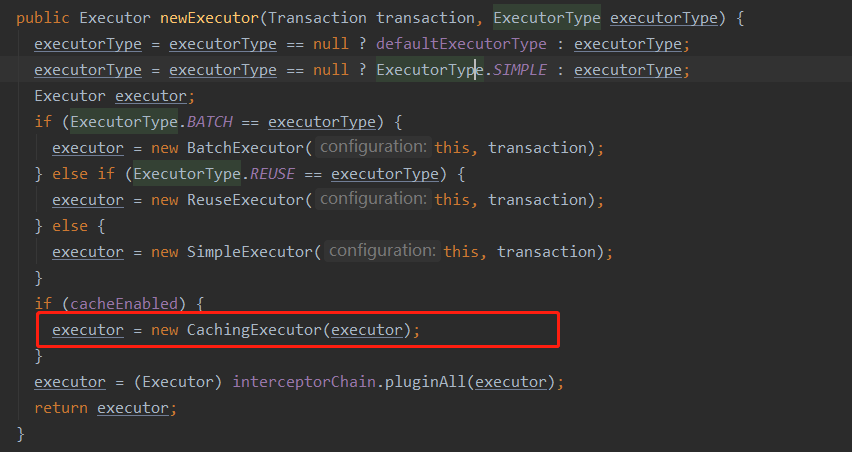 public Executor newExecutor(Transaction transaction, ExecutorType executorType) {
executorType = executorType == null ? defaultExecutorType : executorType;
executorType = executorType == null ? ExecutorType.SIMPLE : executorType;
Executor executor;
if (ExecutorType.BATCH == executorType) {
executor = new BatchExecutor( configuration: this, transaction);
} else if (ExecutorType.REUSE == executorType) {
executor = new ReuseExecutor( configuration: this, transaction);
} else {
executor = new SimpleExecutor( configuration: this, transaction);
}
if (cacheEnabled) {
executor = new CachingExecutor(executor);
}
executor = (Executor) interceptorChain.pluginAll(executor);
return executor;
}